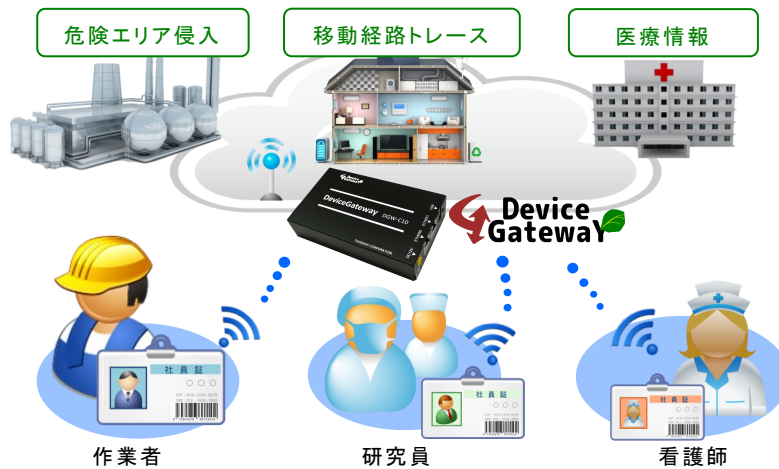 危険エリア侵入
移動経路トレース
医療情報
Device Gateway
DeviceGateway DGW-C10
Device
Gateway
社員証
社員証
社員証
作業者
研究員
看護師